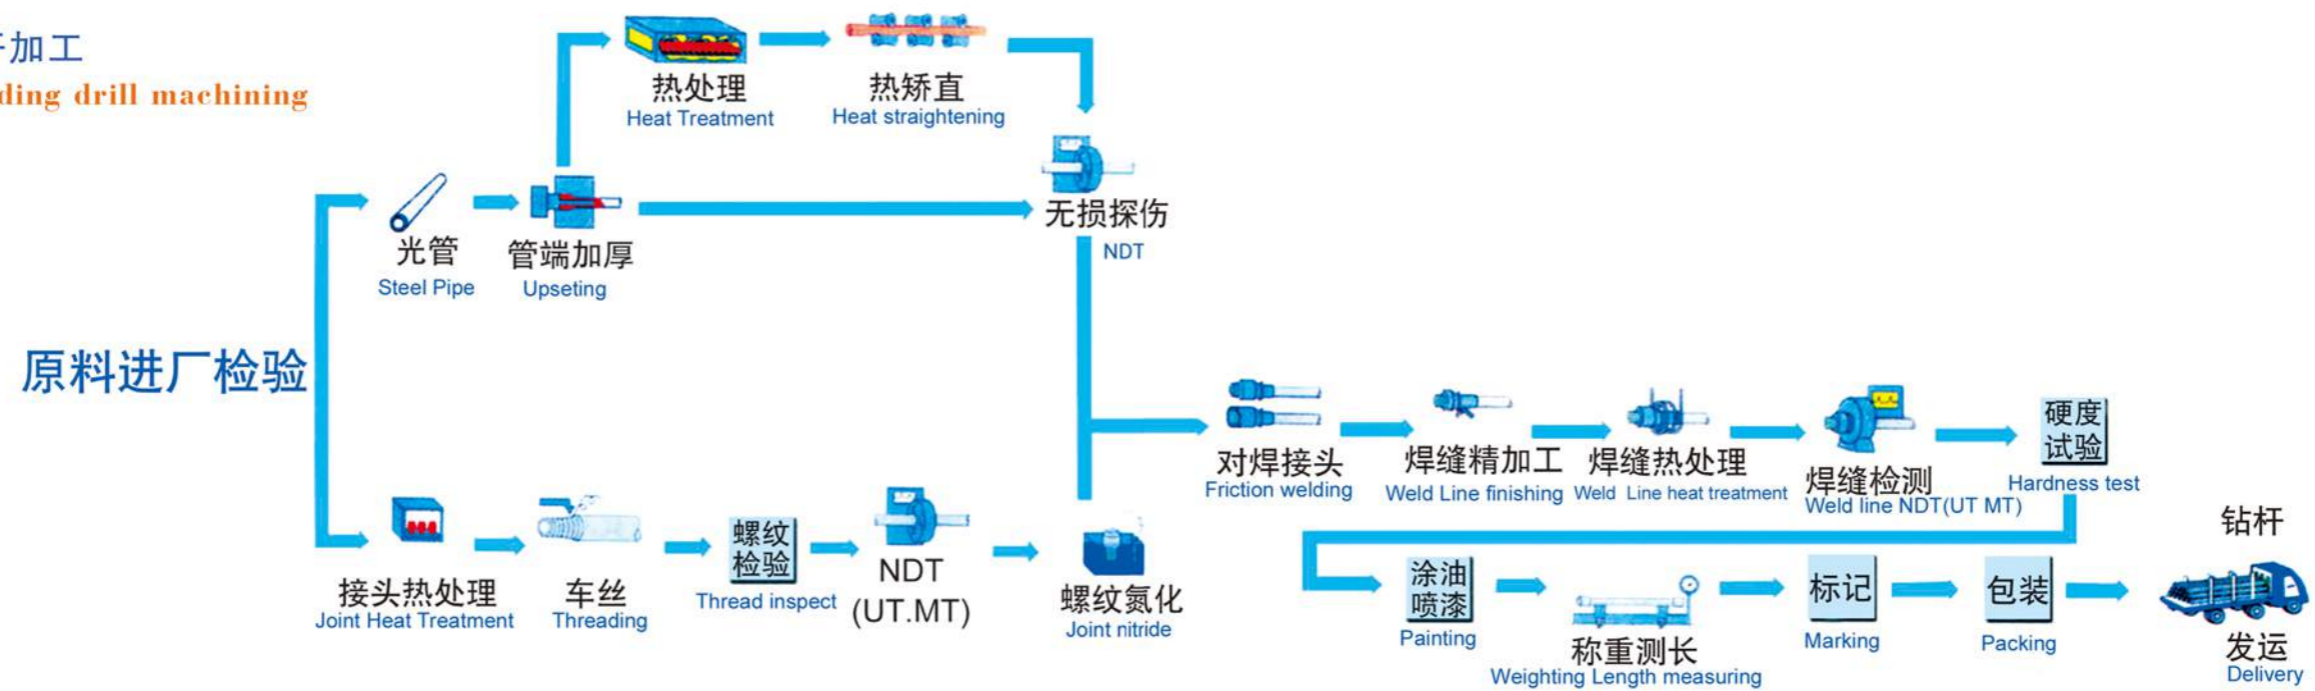 加工
drill machining
热处理
Heat Treatment
热矫直
Heat straightening
光管
Steel Pipe
管端加厚
Upseting
无损探伤
NDT
原料进厂检验
接头热处理
Joint Heat Treatment
车丝
Threading
螺纹
检验
Thread inspect
NDT
(UT.MT)
螺纹氮化
Joint nitride
对焊接头
Friction welding
焊缝精加工
Weld Line finishing
焊缝热处理
Weld Line heat treatment
焊缝检测
Weld line NDT(UT MT)
硬度
试验
Hardness test
涂油
喷漆
Painting
称重测长
Weighting Length measuring
标记
Marking
包装
Packing
钻杆
发运
Delivery